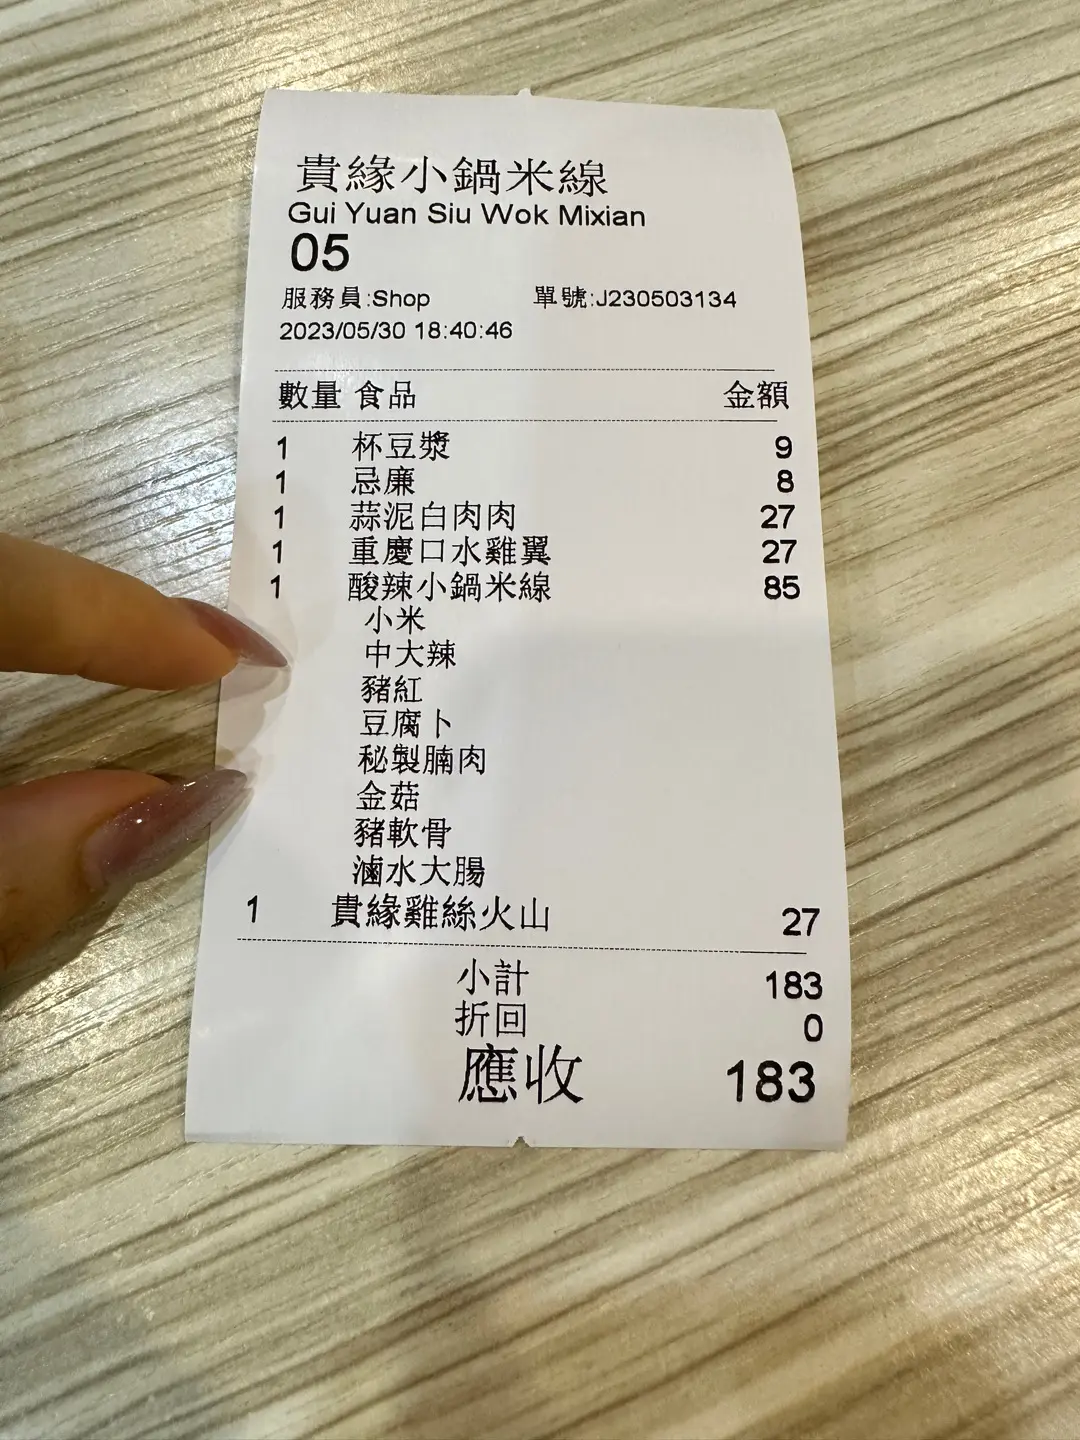 貴緣小鍋米線
Gui Yuan Siu Wok Mixian
05
服務員:Shop 單號:J230503134
2023/05/30 18:40:46
數量 食品 金額
1 杯豆漿 9
1 忌廉 8
1 蒜泥白肉肉 27
1 重慶口水雞翼 27
1 酸辣小鍋米線 85
小米
中大辣
豬紅
豆腐卜
秘製腩肉
金菇
豬軟骨
滷水大腸
1 貴緣雞絲火山 27
小計 183
折回 0
應收 183